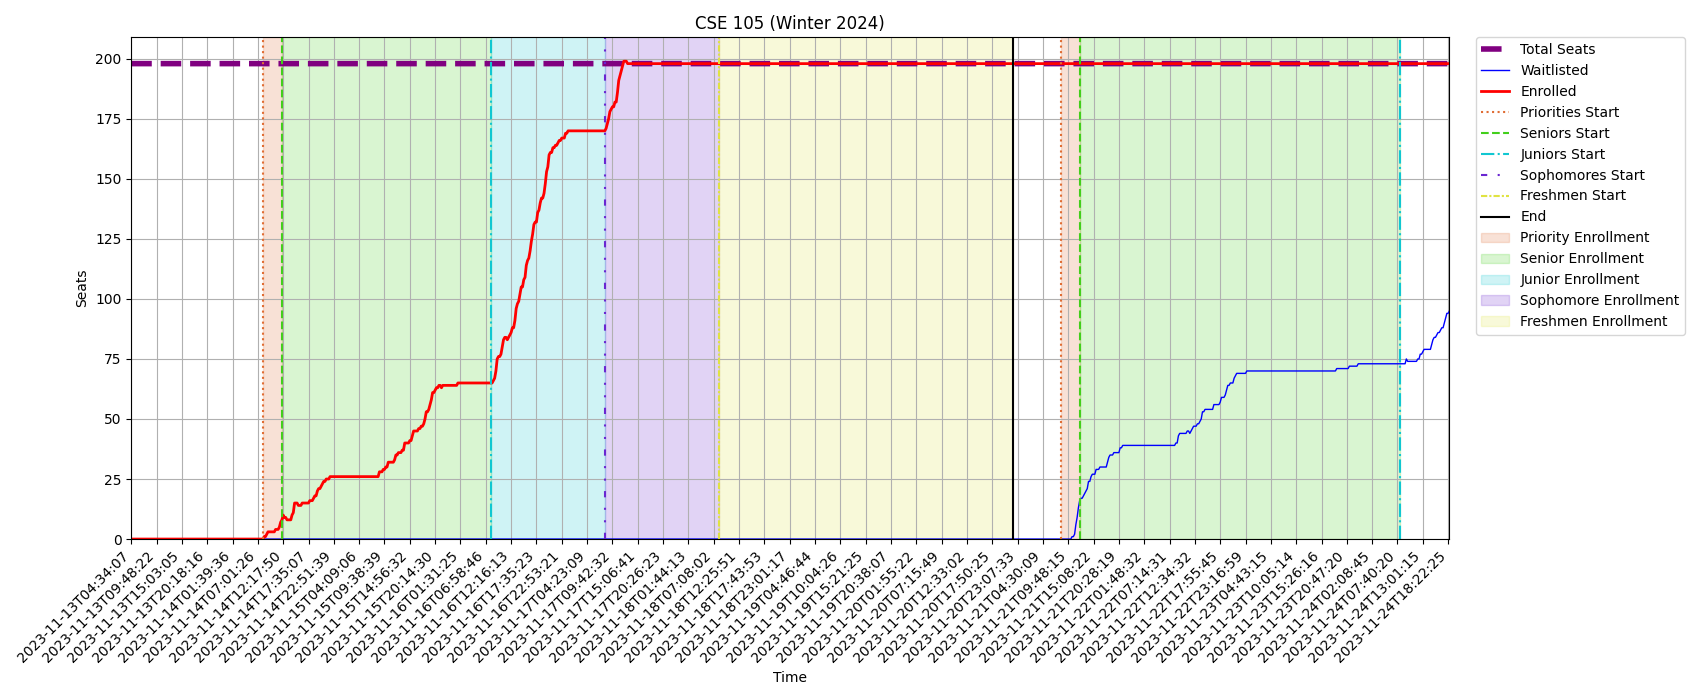 CSE 105 (Winter 2024)
Seats
200
175
150
125
100
75
50
25
0
2023-11-13T04:34:07
2023-11-13T09:48:22
2023-11-13T15:03:05
2023-11-13T20:18:16
2023-11-14T01:39:36
2023-11-14T07:01:26
2023-11-14T12:17:50
2023-11-14T17:35:07
2023-11-14T22:51:39
2023-11-15T04:09:06
2023-11-15T09:38:39
2023-11-15T14:56:32
2023-11-15T20:14:30
2023-11-16T01:31:25
2023-11-16T06:58:46
2023-11-16T12:16:13
2023-11-16T17:35:23
2023-11-16T22:53:21
2023-11-17T04:23:09
2023-11-17T09:42:32
2023-11-17T15:06:41
2023-11-17T20:26:23
2023-11-18T01:44:13
2023-11-18T07:08:02
2023-11-18T12:25:51
2023-11-18T17:43:53
2023-11-18T23:01:17
2023-11-19T04:46:44
2023-11-19T10:04:26
2023-11-19T15:21:25
2023-11-19T20:38:07
2023-11-20T01:55:22
2023-11-20T07:15:49
2023-11-20T12:33:02
2023-11-20T17:50:25
2023-11-20T23:07:33
2023-11-21T04:30:09
2023-11-21T09:48:15
2023-11-21T15:08:22
2023-11-21T20:28:19
2023-11-22T01:48:32
2023-11-22T07:14:31
2023-11-22T12:34:32
2023-11-22T17:55:45
2023-11-22T23:16:59
2023-11-23T04:43:15
2023-11-23T10:05:14
2023-11-23T15:26:16
2023-11-23T20:47:20
2023-11-24T02:08:45
2023-11-24T07:40:20
2023-11-24T13:01:15
2023-11-24T18:22:25
Time
Total Seats
Waitlisted
Enrolled
Priorities Start
Seniors Start
Juniors Start
Sophomores Start
Freshmen Start
End
Priority Enrollment
Senior Enrollment
Junior Enrollment
Sophomore Enrollment
Freshmen Enrollment